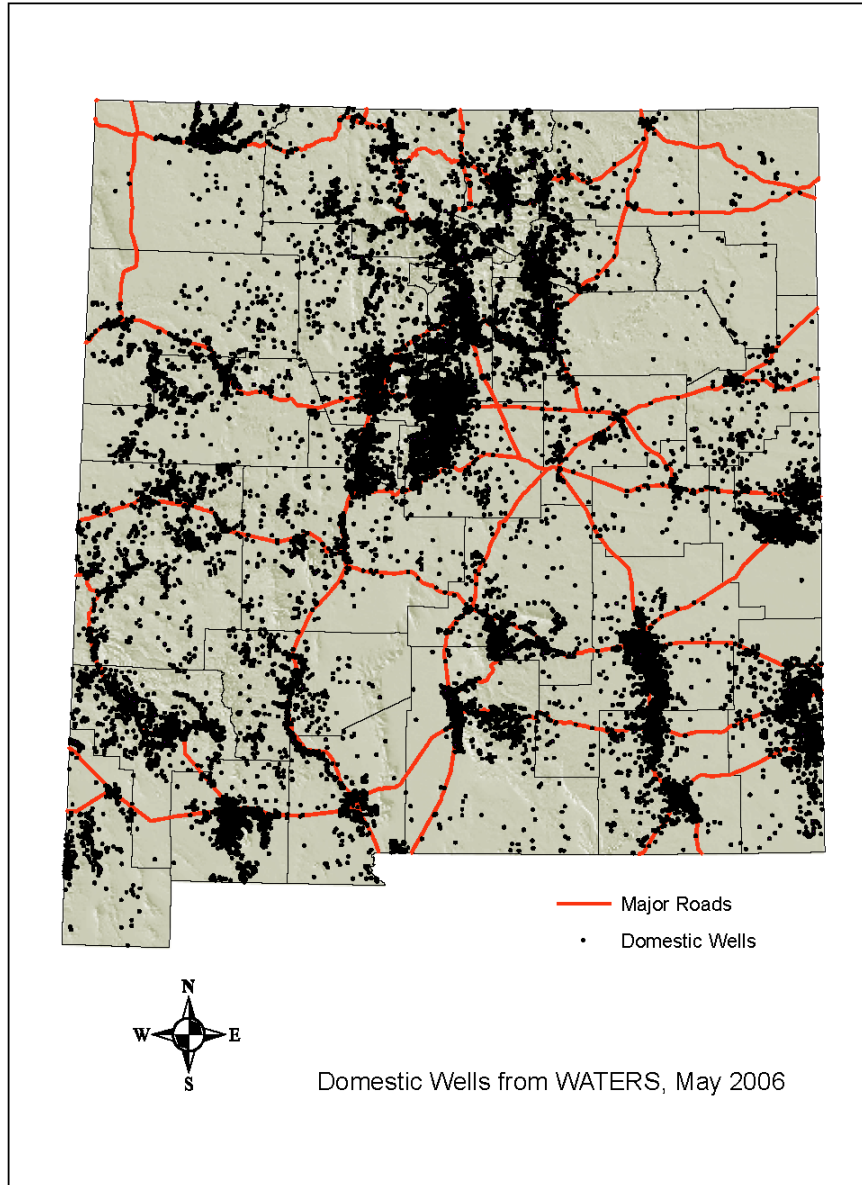 Major Roads
Domestic Wells
N
W E
S
Domestic Wells from WATERS, May 2006